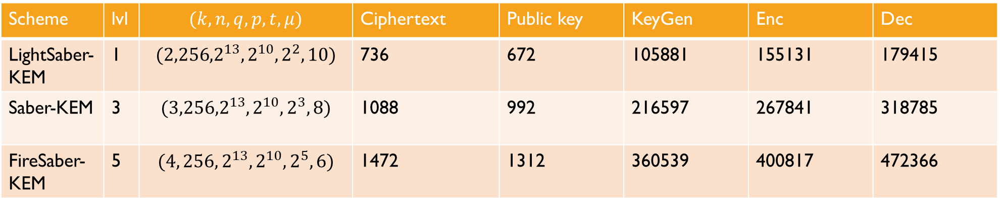 Scheme lvl (k, n, q, p, t, μ) Ciphertext Public key KeyGen Enc Dec
LightSaber- 1 (2,256,2^13, 2^10, 2^2, 10) 736 672 105881 155131 179415
KEM
Saber-KEM 3 (3,256,2^13, 2^10, 2^3, 8) 1088 992 216597 267841 318785
FireSaber- 5 (4, 256, 2^13, 2^10, 2^5, 6) 1472 1312 360539 400817 472366
KEM